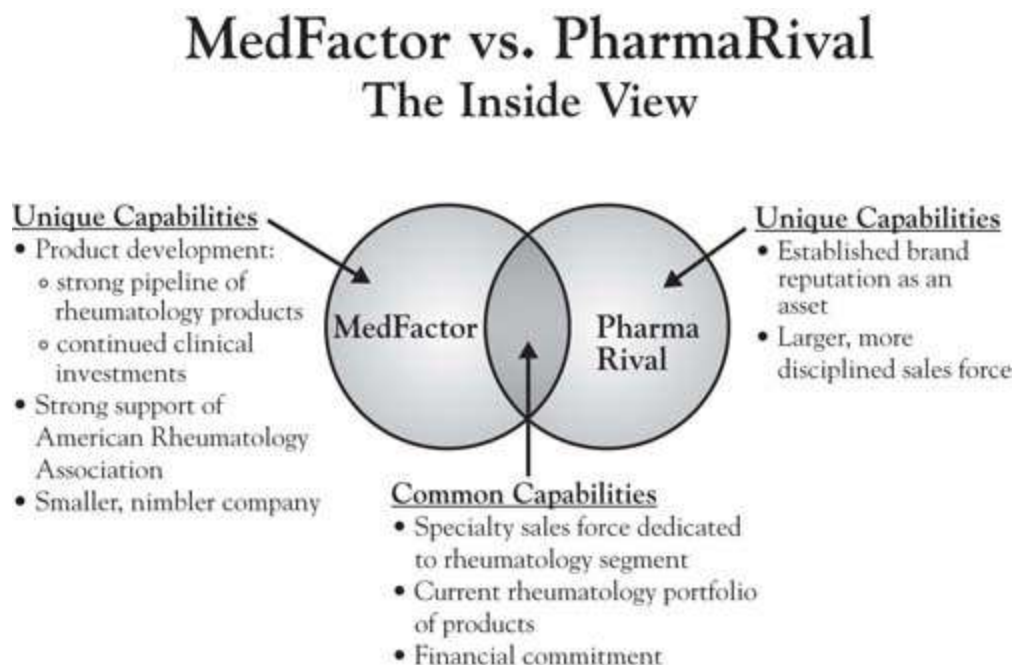 MedFactor vs. PharmaRival
The Inside View
Unique Capabilities
• Product development:
○ strong pipeline of
rheumatology products
○ continued clinical
investments
• Strong support of
American Rheumatology
Association
• Smaller, nimbler company
MedFactor
Pharma
Rival
Unique Capabilities
• Established brand
reputation as an
asset
• Larger, more
disciplined sales force
Common Capabilities
• Specialty sales force dedicated
to rheumatology segment
• Current rheumatology portfolio
of products
• Financial commitment